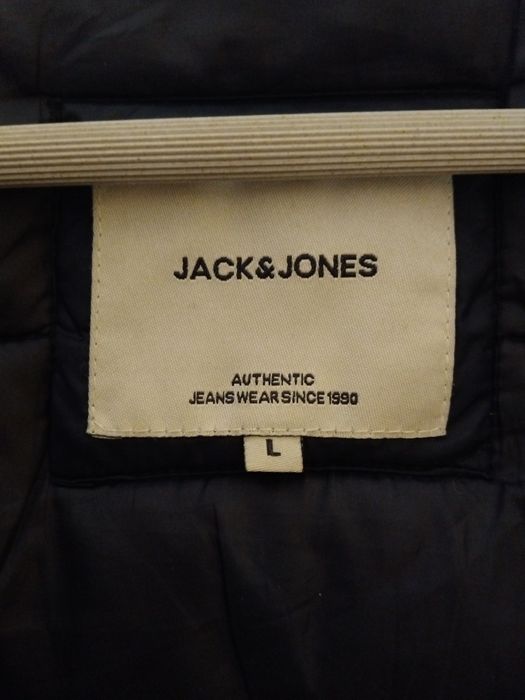 JACK&JONES
AUTHENTIC
JEANSWEAR SINCE 1990
L